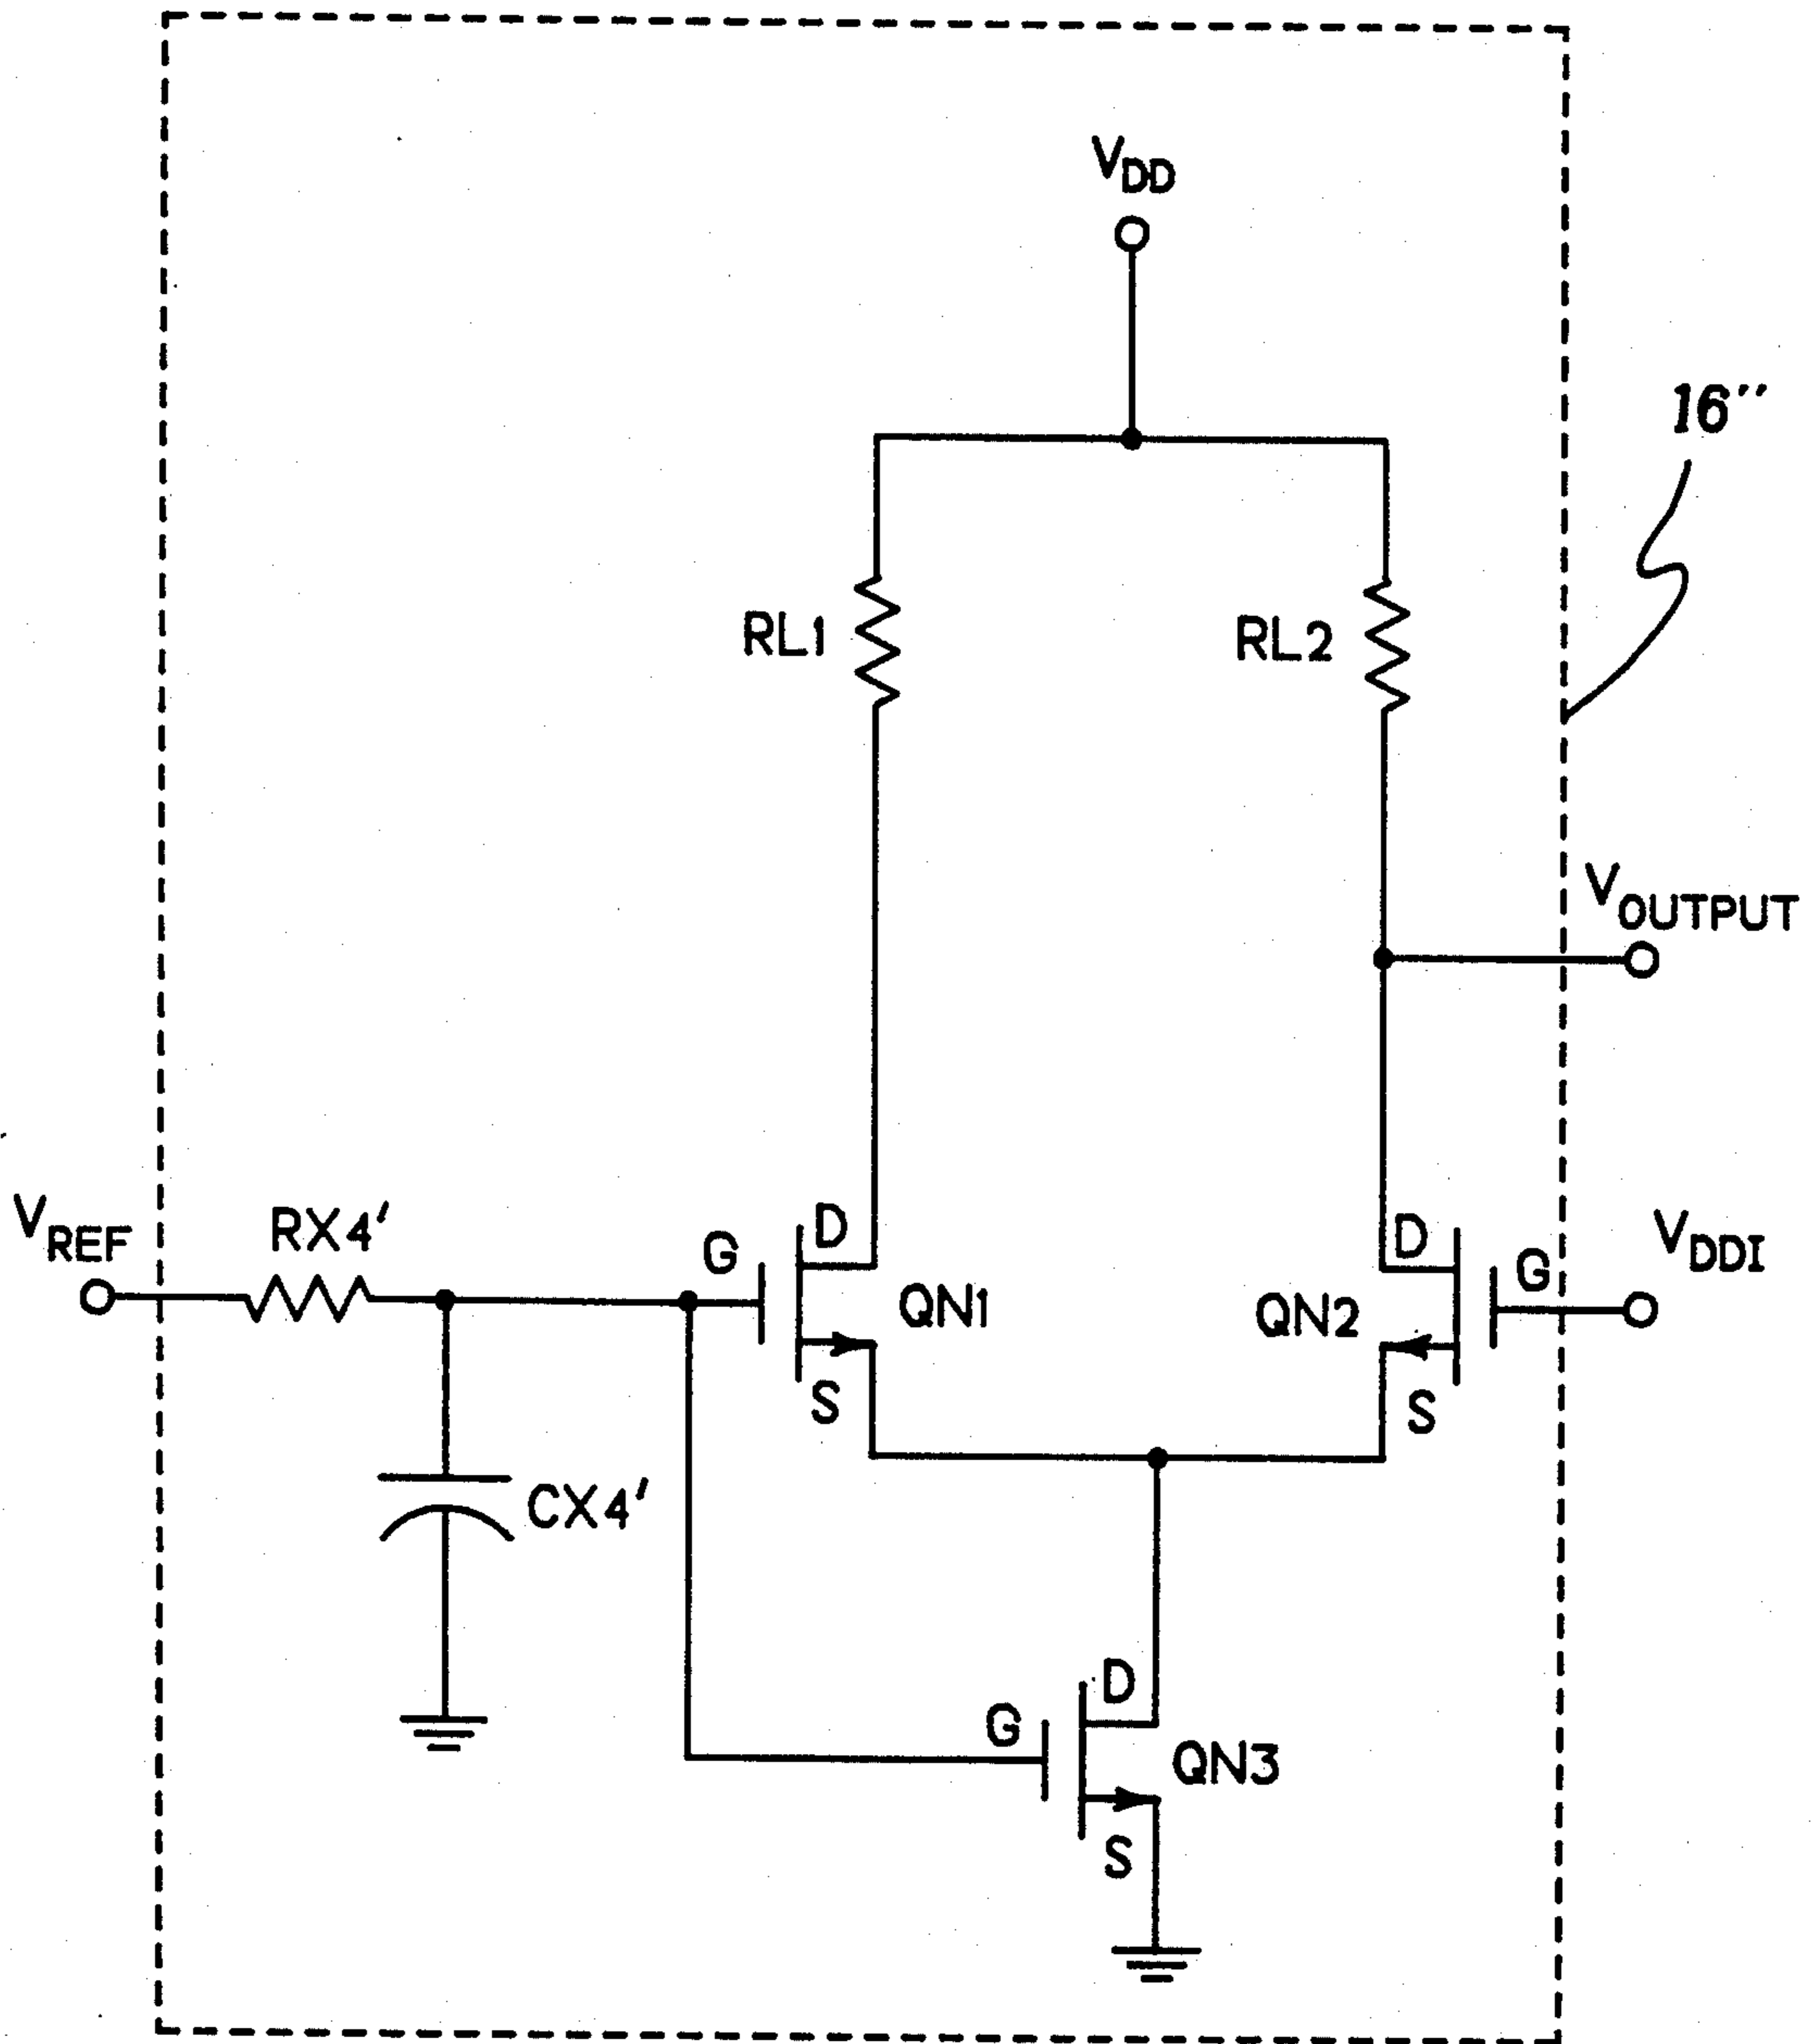 VDD
16''
RL1
RL2
VOUTPUT
VREF
RX4'
G
D
QN1
S
D
G
QN2
S
VDDI
CX4'
G
D
QN3
S